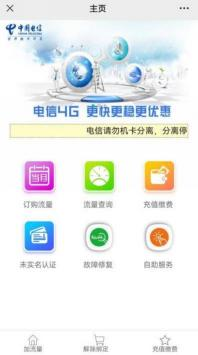 主页
中国电信
CHINA TELECOM
电信4G 更快更稳更优惠
电信请勿机卡分离，分离停
当月
订购流量
流量查询
充值缴费
未实名认证
故障修复
自助服务
加流量
解除绑定
充值缴费